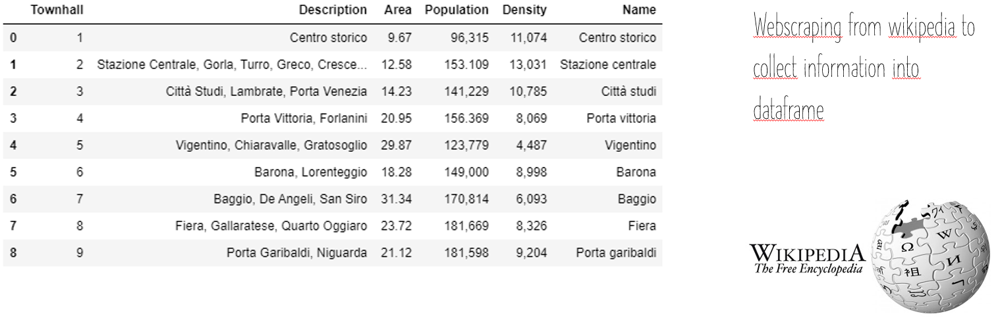 Townhall Description Area Population Density Name
0 1 Centro storico 9.67 96,315 11,074 Centro storico
1 2 Stazione Centrale, Gorla, Turro, Greco, Cresce... 12.58 153.109 13,031 Stazione centrale
2 3 Città Studi, Lambrate, Porta Venezia 14.23 141,229 10,785 Città studi
3 4 Porta Vittoria, Forlanini 20.95 156.369 8,069 Porta vittoria
4 5 Vigentino, Chiaravalle, Gratosoglio 29.87 123,779 4,487 Vigentino
5 6 Barona, Lorenteggio 18.28 149,000 8,998 Barona
6 7 Baggio, De Angeli, San Siro 31.34 170,814 6,093 Baggio
7 8 Fiera, Gallaratese, Quarto Oggiaro 23.72 181,669 8,326 Fiera
8 9 Porta Garibaldi, Niguarda 21.12 181,598 9,204 Porta garibaldi
Webscraping from wikipedia to
collect information into
dataframe
WIKIPEDIA
The Free Encyclopedia
Ω W
祖 И